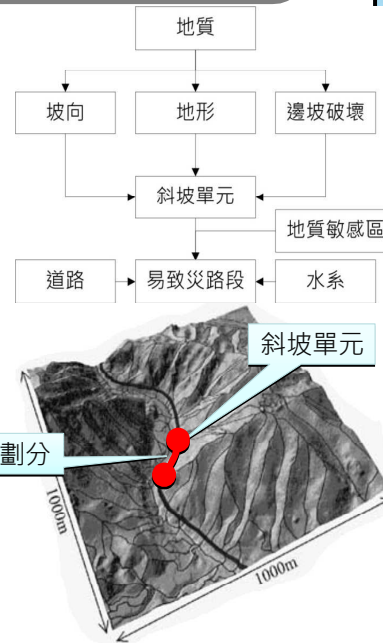 地質
坡向
地形
邊坡破壞
斜坡單元
地質敏感區
道路
易致災路段
水系
斜坡單元
劃分
1000m
1000m